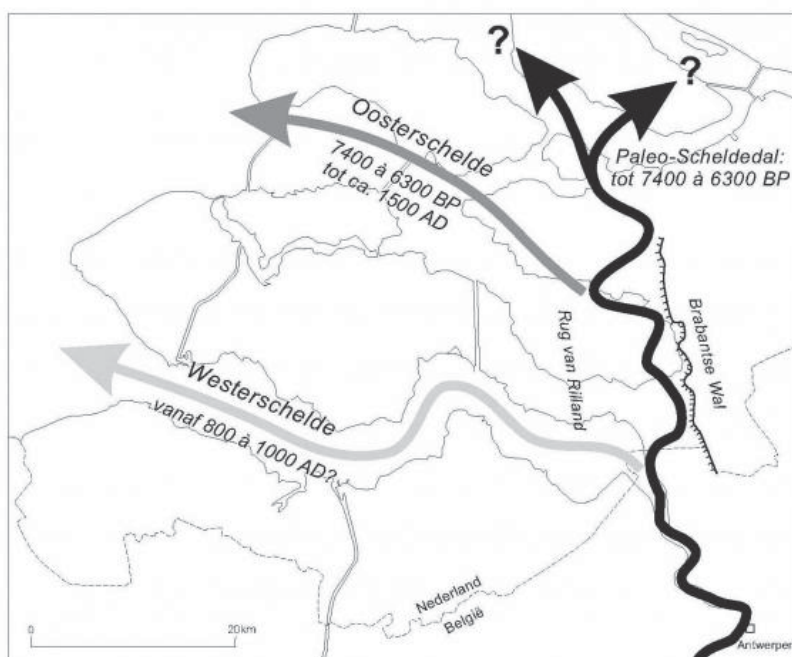 ?
?
Oosterschelde
7400 à 6300 BP
tot ca. 1500 AD
Paleo-Scheldedal:
tot 7400 à 6300 BP
Brabantse Wal
Rug van Rilland
Westerschelde
vanaf 800 à 1000 AD?
Nederland
België
0 20km
Antwerpen